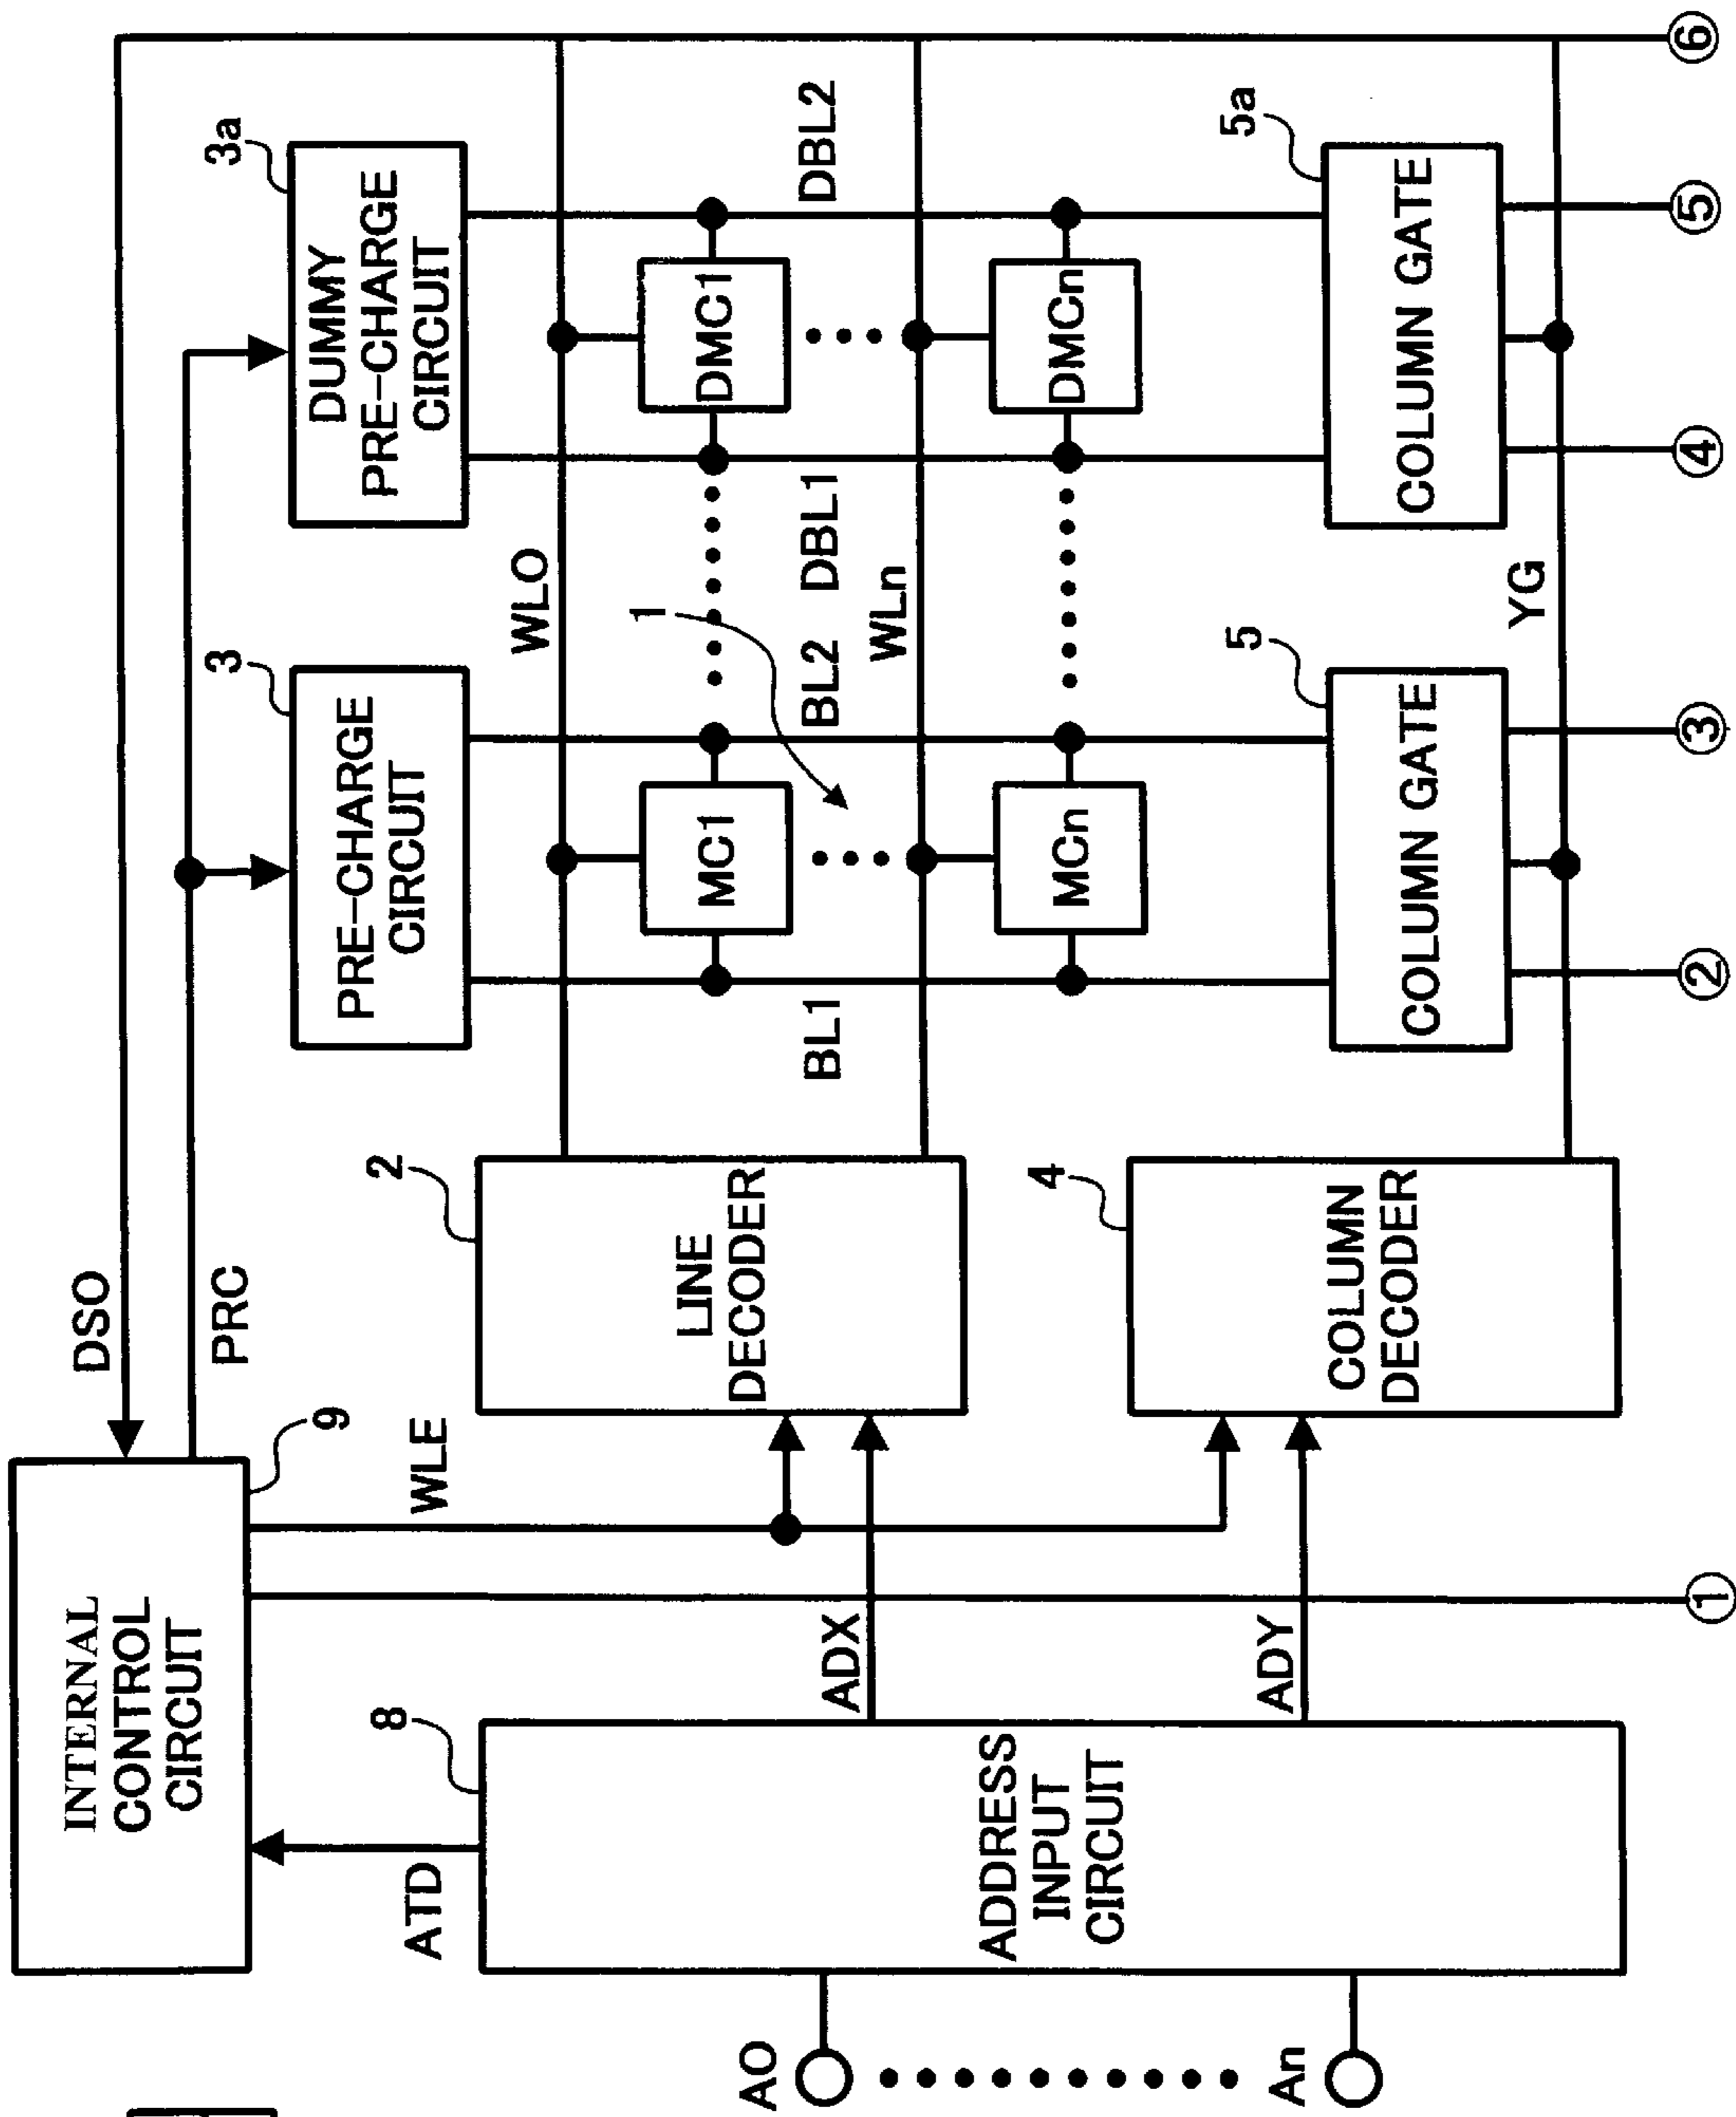 DSO
PRC
INTERNAL
CONTROL
CIRCUIT
9
WLE
ATD
8
ADDRESS
INPUT
CIRCUIT
A0
An
ADX
ADY
2
LINE
DECODER
4
COLUMN
DECODER
3
PRE-CHARGE
CIRCUIT
3a
DUMMY
PRE-CHARGE
CIRCUIT
WLO
1
MC1
DMC1
BL1
BL2
DBL1
DBL2
WLn
MCn
DMCn
5
COLUMN GATE
5a
COLUMN GATE
YG
①
②
③
④
⑤
⑥